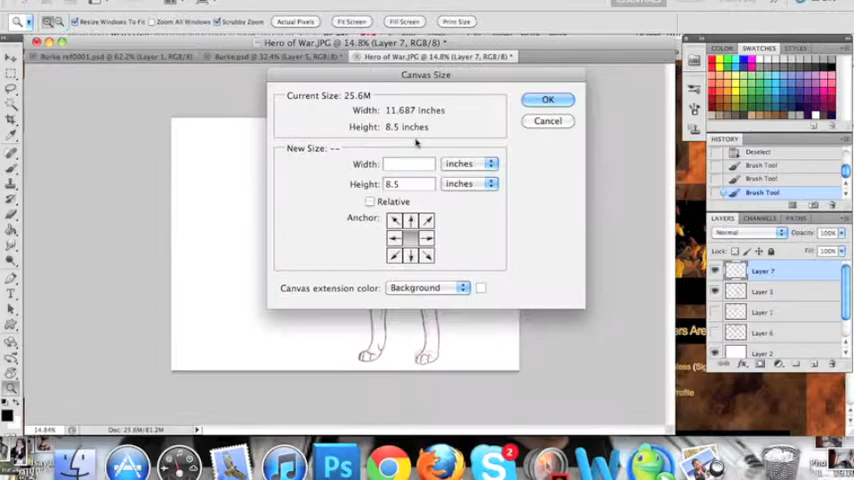 Resize Windows To Fit Zoom All Windows Scrubby Zoom Actual Pixels Fit Screen Fill Screen Print Size
Hero of War.JPG @ 14.8% (Layer 7, RGB/8) *
Burke ref0001.psd @ 62.2% (Layer 1, RGB/8) Burke.psd @ 32.4% (Layer 5, RGB/8) * Hero of War.JPG @ 14.8% (Layer 7, RGB/8) *
Canvas Size
Current Size: 25.6M
Width: 11.687 inches
Height: 8.5 inches
New Size: --
Width: inches
Height: 8.5 inches
Relative
Anchor:
Canvas extension color: Background
OK
Cancel
COLOR SWATCHES STYLES
HISTORY
Deselect
Brush Tool
Brush Tool
Brush Tool
LAYERS CHANNELS PATHS
Normal Opacity: 100%
Lock: Fill: 100%
Layer 7
Layer 3
Layer 1
Layer 6
Layer 2
14.84% Doc: 25.6M/81.2M
Ps
2